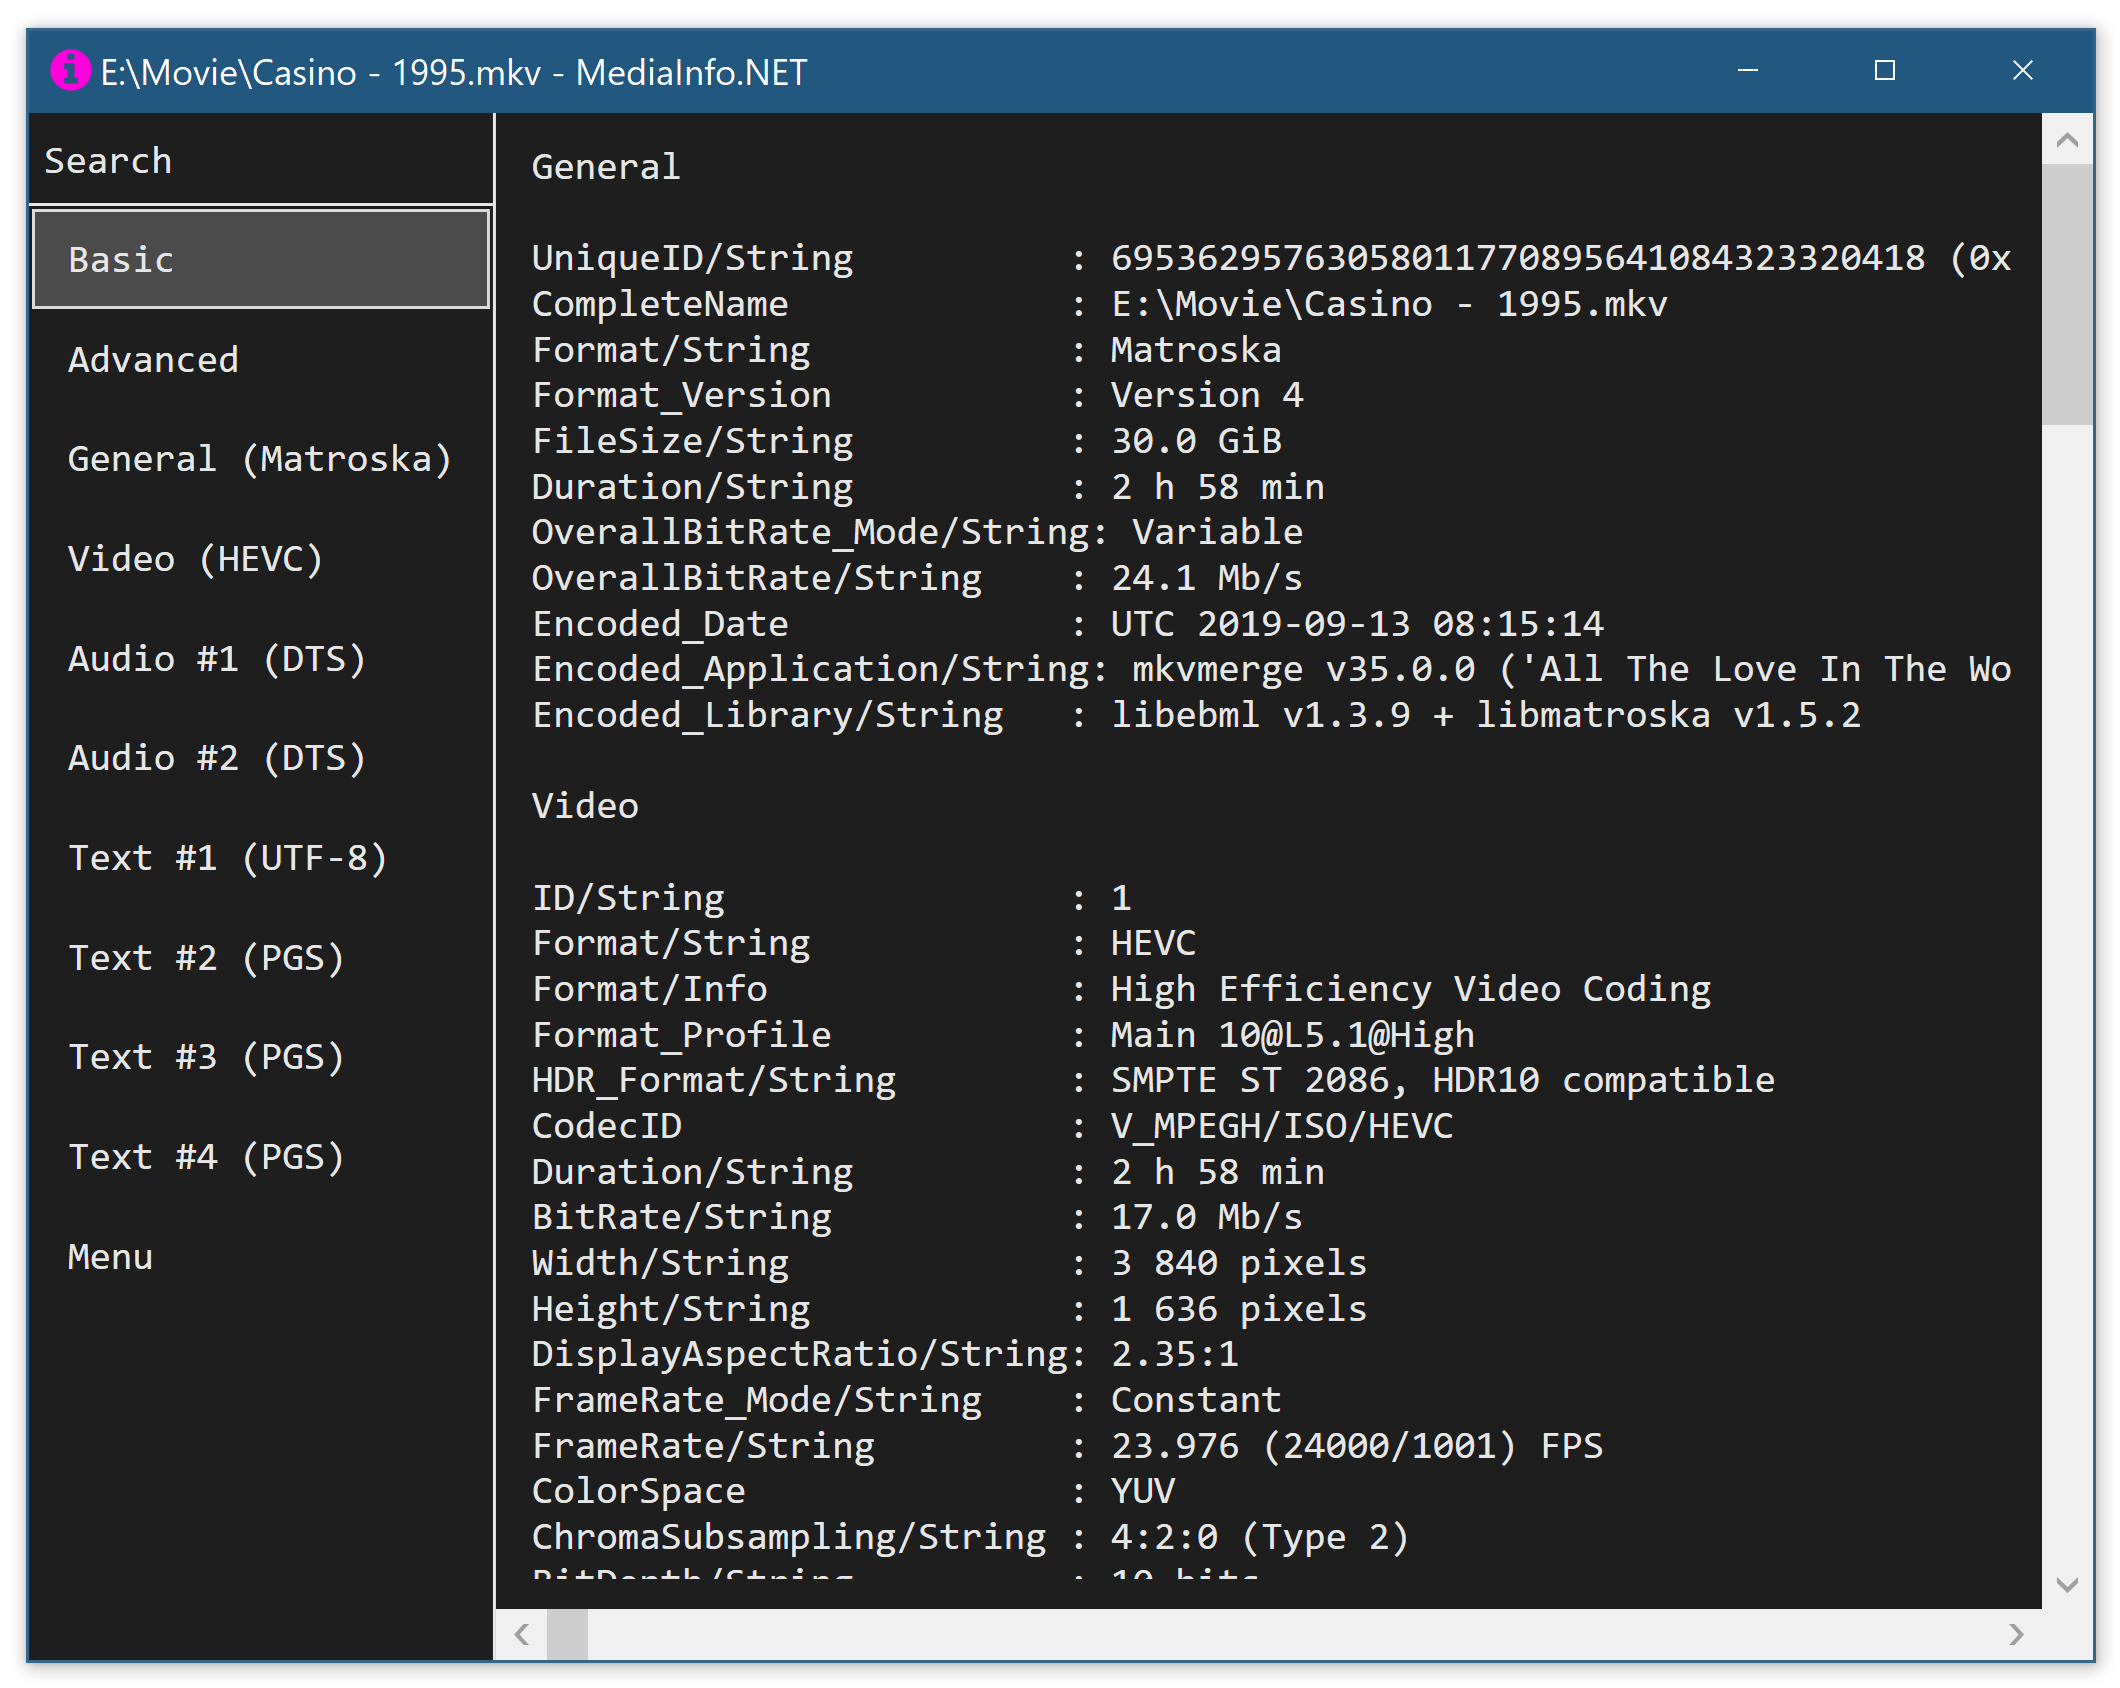 E:\Movie\Casino - 1995.mkv - MediaInfo.NET
Search
Basic
Advanced
General (Matroska)
Video (HEVC)
Audio #1 (DTS)
Audio #2 (DTS)
Text #1 (UTF-8)
Text #2 (PGS)
Text #3 (PGS)
Text #4 (PGS)
Menu
General
UniqueID/String : 69536295763058011770895641084323320418 (0x
CompleteName : E:\Movie\Casino - 1995.mkv
Format/String : Matroska
Format_Version : Version 4
FileSize/String : 30.0 GiB
Duration/String : 2 h 58 min
OverallBitRate_Mode/String: Variable
OverallBitRate/String : 24.1 Mb/s
Encoded_Date : UTC 2019-09-13 08:15:14
Encoded_Application/String: mkvmerge v35.0.0 ('All The Love In The Wo
Encoded_Library/String : libebml v1.3.9 + libmatroska v1.5.2
Video
ID/String : 1
Format/String : HEVC
Format/Info : High Efficiency Video Coding
Format_Profile : Main 10@L5.1@High
HDR_Format/String : SMPTE ST 2086, HDR10 compatible
CodecID : V_MPEGH/ISO/HEVC
Duration/String : 2 h 58 min
BitRate/String : 17.0 Mb/s
Width/String : 3 840 pixels
Height/String : 1 636 pixels
DisplayAspectRatio/String: 2.35:1
FrameRate_Mode/String : Constant
FrameRate/String : 23.976 (24000/1001) FPS
ColorSpace : YUV
ChromaSubsampling/String : 4:2:0 (Type 2)
BitDepth/String : 10 bits